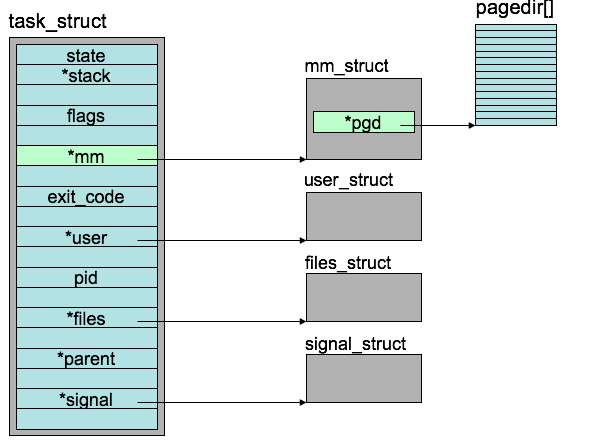 task_struct
state
*stack
flags
*mm
exit_code
*user
pid
*files
*parent
*signal
mm_struct
*pgd
user_struct
files_struct
signal_struct
pagedir[]